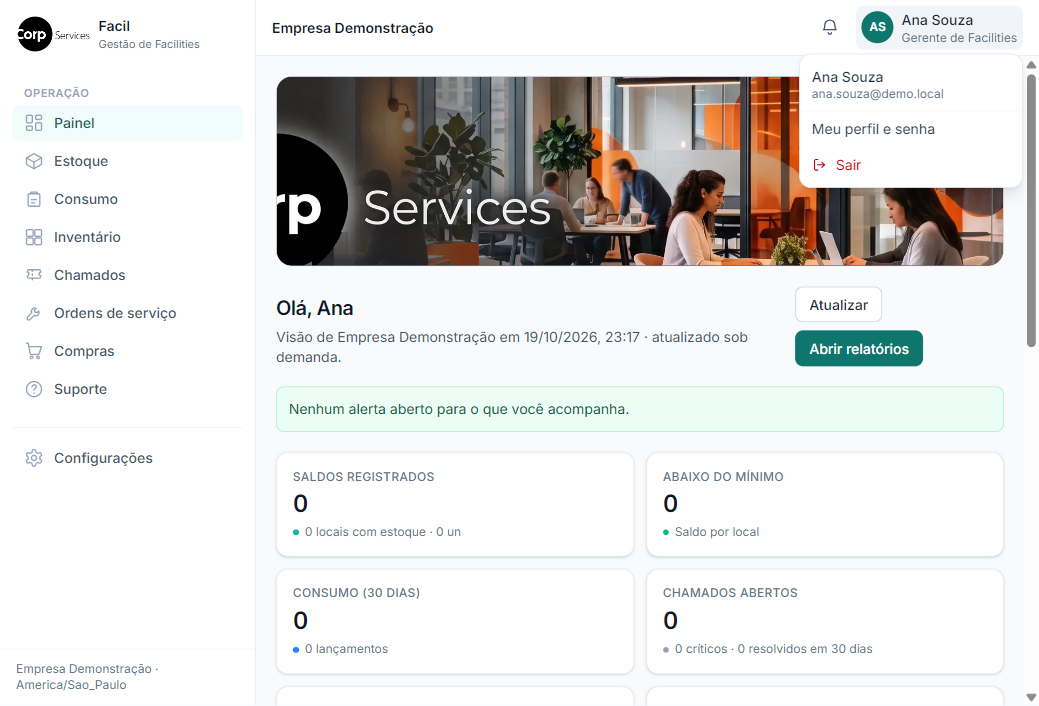 Corp Services
Facil
Gestão de Facilities
OPERAÇÃO
Painel
Estoque
Consumo
Inventário
Chamados
Ordens de serviço
Compras
Suporte
Configurações
Empresa Demonstração ·
America/Sao_Paulo
Empresa Demonstração
AS
Ana Souza
Gerente de Facilities
Ana Souza
ana.souza@demo.local
Meu perfil e senha
Sair
rp Services
Olá, Ana
Visão de Empresa Demonstração em 19/10/2026, 23:17 · atualizado sob
demanda.
Atualizar
Abrir relatórios
Nenhum alerta aberto para o que você acompanha.
SALDOS REGISTRADOS
0
0 locais com estoque · 0 un
ABAIXO DO MÍNIMO
0
Saldo por local
CONSUMO (30 DIAS)
0
0 lançamentos
CHAMADOS ABERTOS
0
0 críticos · 0 resolvidos em 30 dias